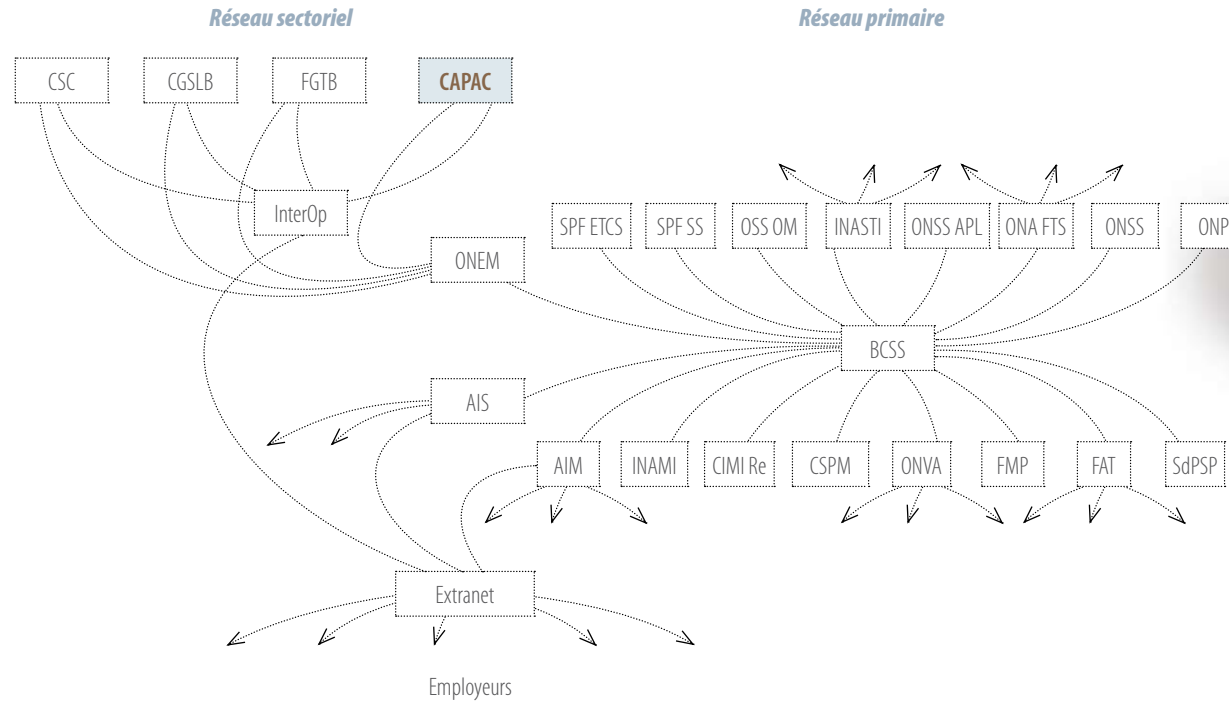 Réseau sectoriel
Réseau primaire
CSC
CGSLB
FGTB
CAPAC
InterOp
SPF ETCS
SPF SS
OSS OM
INASTI
ONSS APL
ONA FTS
ONSS
ONP
ONEM
BCSS
AIS
AIM
INAMI
CIMI Re
CSPM
ONVA
FMP
FAT
SdPSP
Extranet
Employeurs